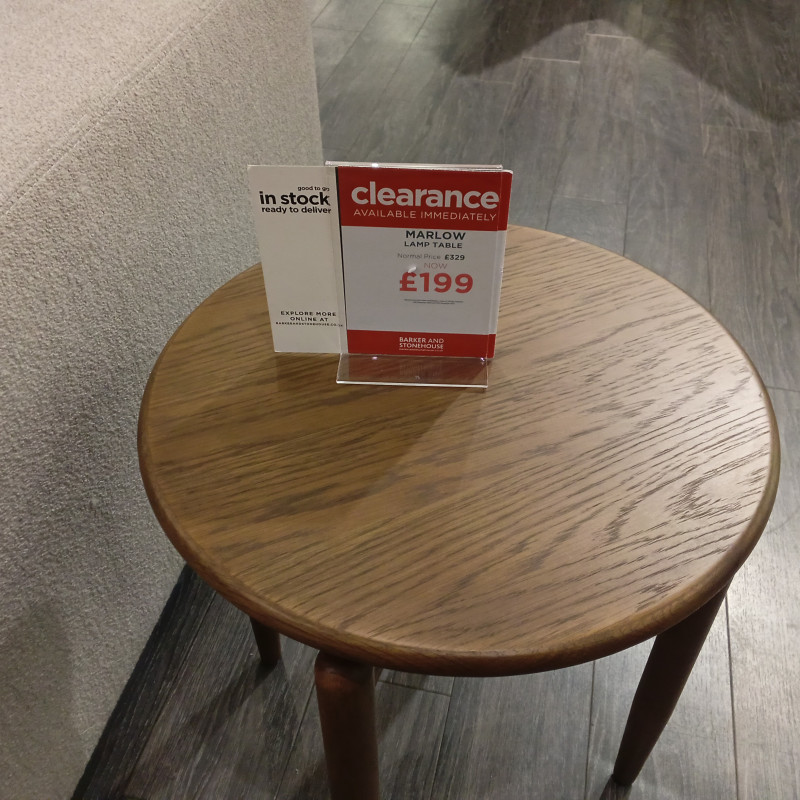 good to go
in stock
ready to deliver
EXPLORE MORE
ONLINE AT
clearance
AVAILABLE IMMEDIATELY
MARLOW
LAMP TABLE
Normal Price £329
NOW
£199
BARKER AND
STONEHOUSE